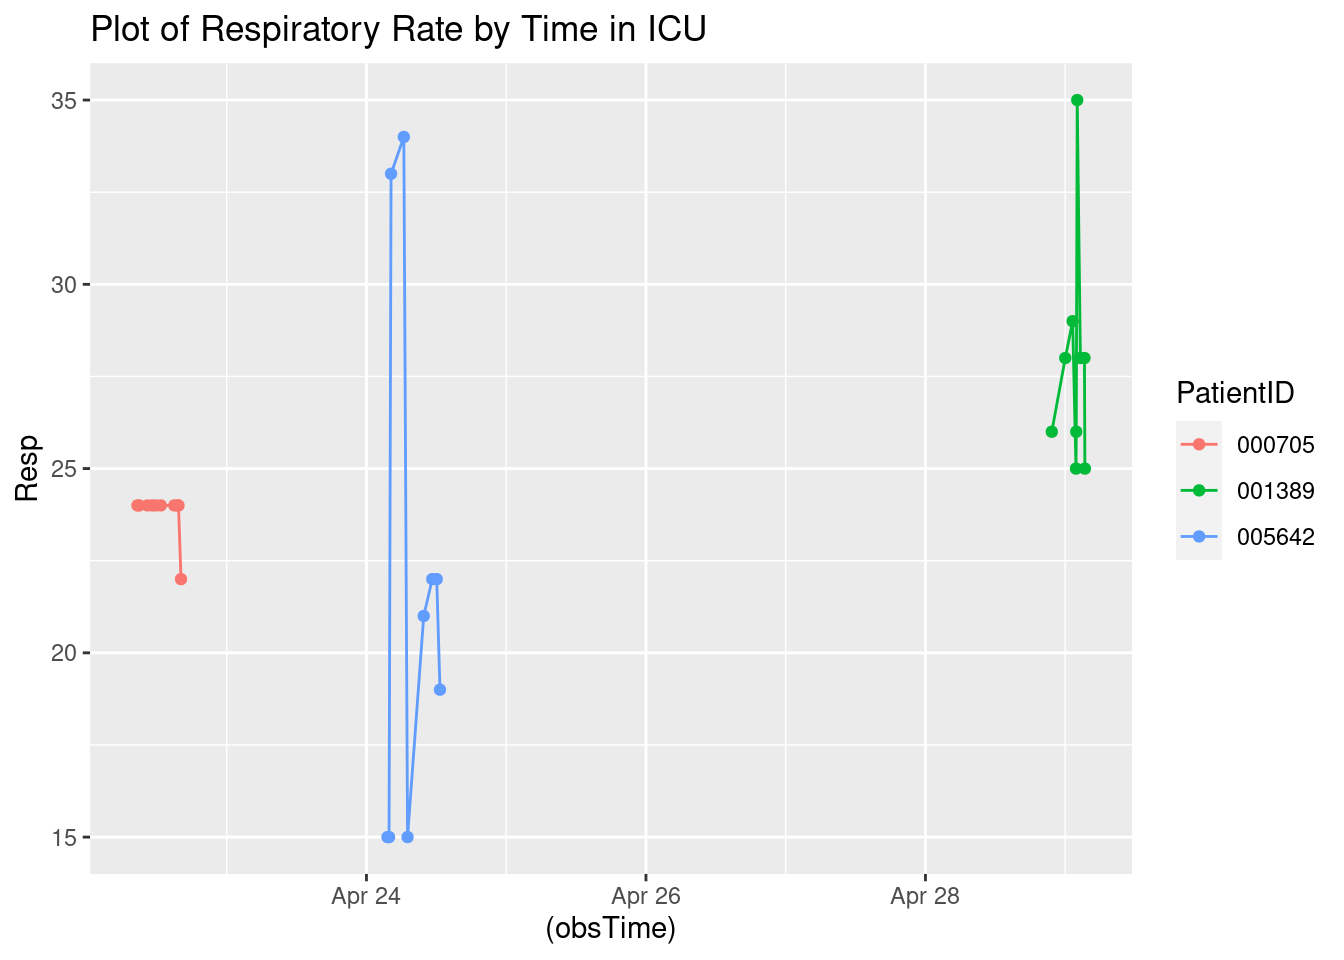 Plot of Respiratory Rate by Time in ICU
35
30
25
20
15
Resp
Apr 24
Apr 26
Apr 28
(obsTime)
PatientID
000705
001389
005642